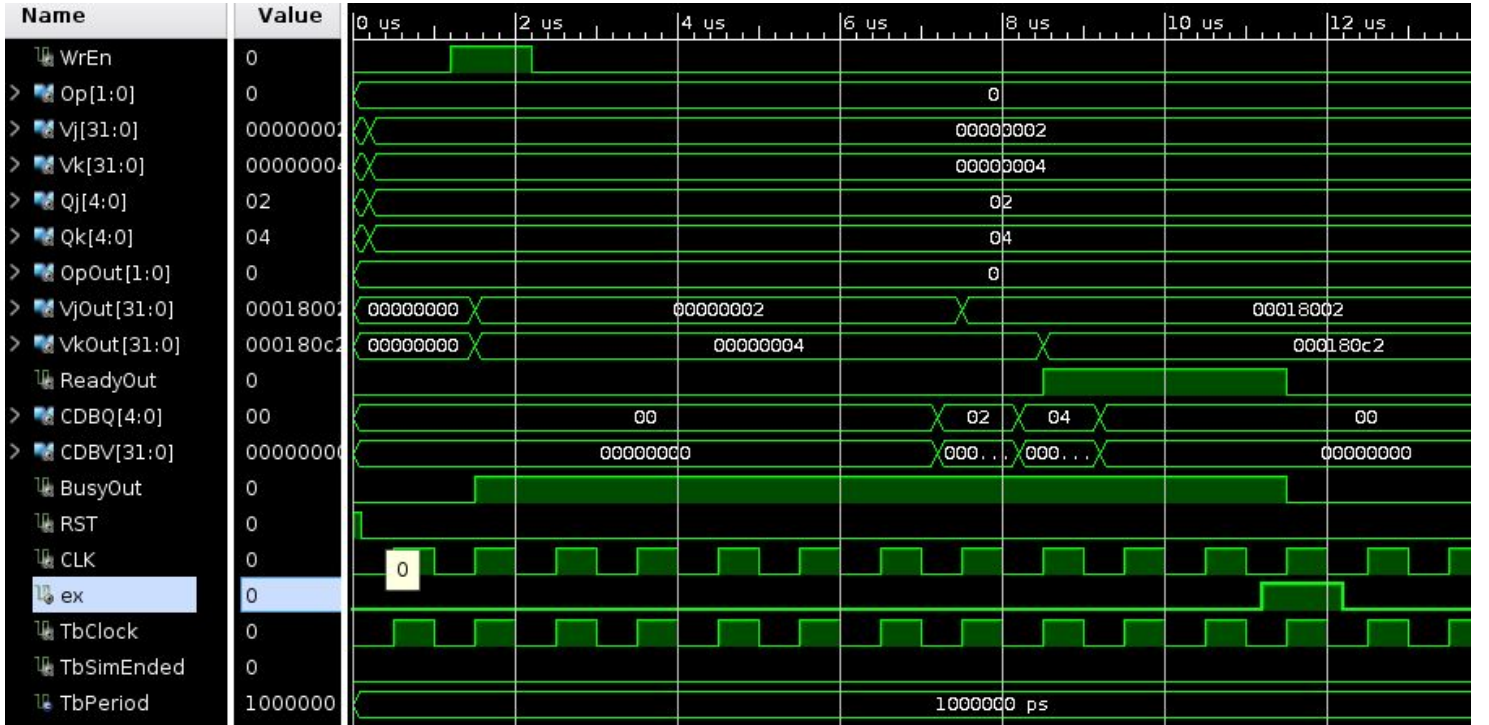 Name Value 0 us 2 us 4 us 6 us 8 us 10 us 12 us
WrEn 0
> Op[1:0] 0 0
> Vj[31:0] 00000002 00000002
> Vk[31:0] 00000004 00000004
> Qj[4:0] 02 02
> Qk[4:0] 04 04
> OpOut[1:0] 0 0
> VjOut[31:0] 00018002 00000000 00000002 00018002
> VkOut[31:0] 000180c2 00000000 00000004 000180c2
ReadyOut 0
> CDBQ[4:0] 00 00 02 04 00
> CDBV[31:0] 00000000 00000000 000... 000... 00000000
BusyOut 0
RST 0
CLK 0 0
ex 0
TbClock 0
TbSimEnded 0
TbPeriod 1000000 1000000 ps